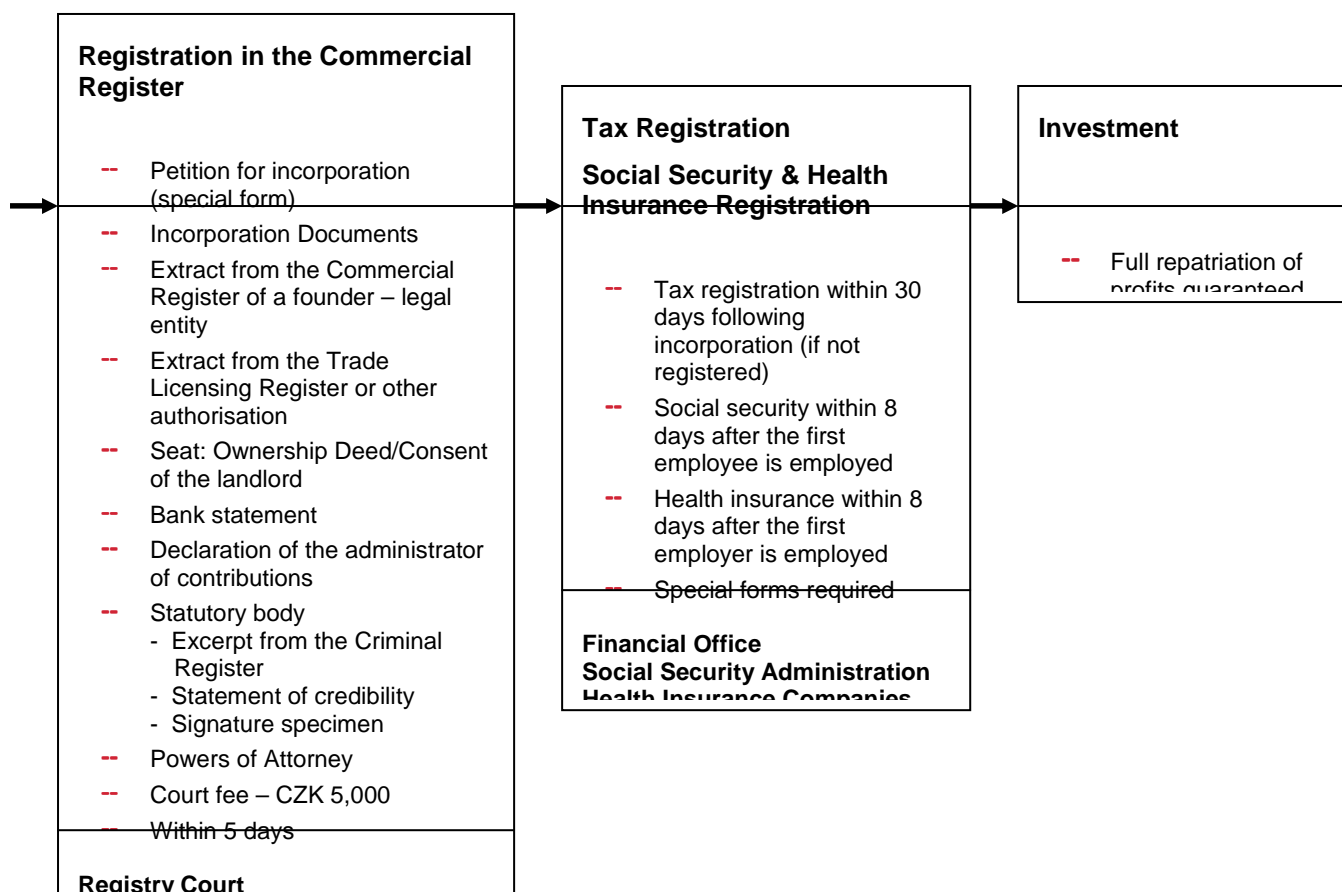 Registration in the Commercial
Register
-- Petition for incorporation
(special form)
-- Incorporation Documents
-- Extract from the Commercial
Register of a founder – legal
entity
-- Extract from the Trade
Licensing Register or other
authorisation
-- Seat: Ownership Deed/Consent
of the landlord
-- Bank statement
-- Declaration of the administrator
of contributions
-- Statutory body
- Excerpt from the Criminal
Register
- Statement of credibility
- Signature specimen
-- Powers of Attorney
-- Court fee – CZK 5,000
-- Within 5 days
Registry Court
Tax Registration
Social Security & Health
Insurance Registration
-- Tax registration within 30
days following
incorporation (if not
registered)
-- Social security within 8
days after the first
employee is employed
-- Health insurance within 8
days after the first
employer is employed
-- Special forms required
Financial Office
Social Security Administration
Health Insurance Companies
Investment
-- Full repatriation of
profits guaranteed